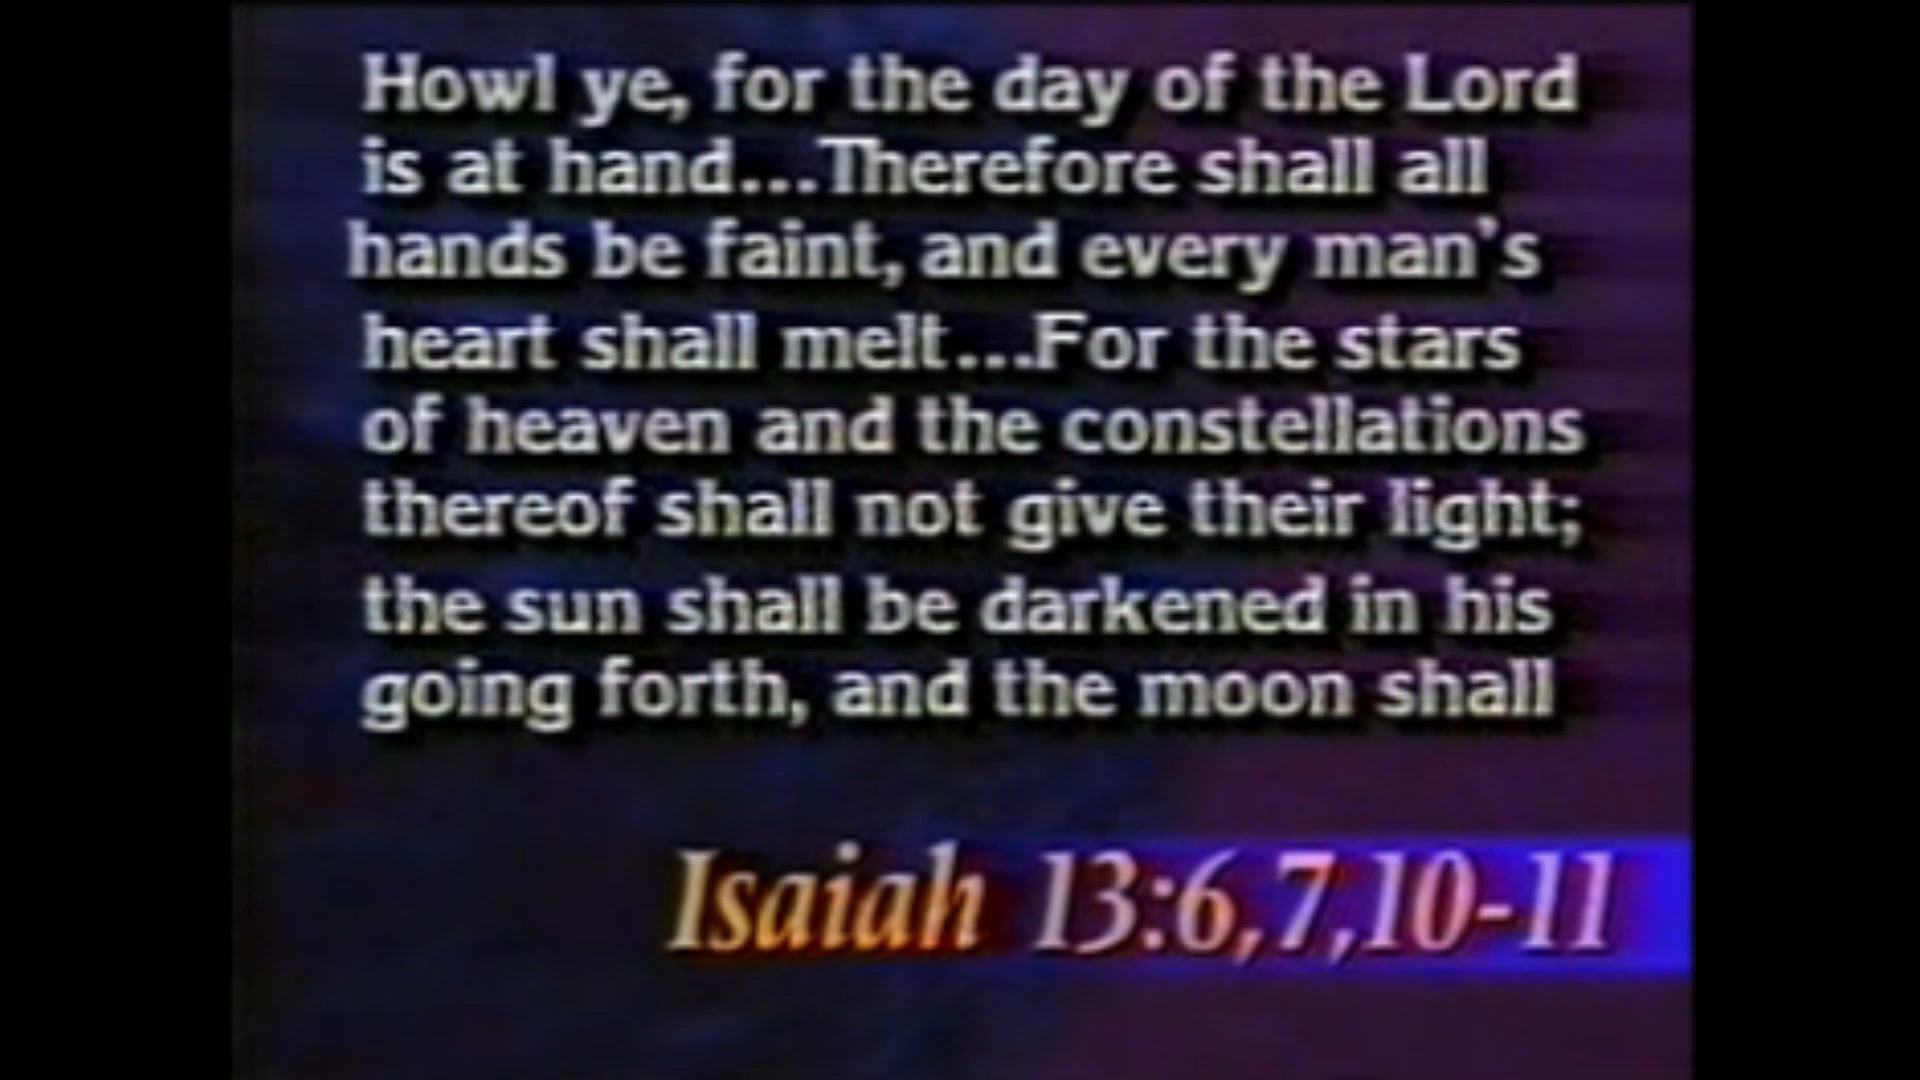 Howl ye, for the day of the Lord
is at hand...Therefore shall all
hands be faint, and every man's
heart shall melt...For the stars
of heaven and the constellations
thereof shall not give their light;
the sun shall be darkened in his
going forth, and the moon shall
Isaiah 13:6,7,10-11